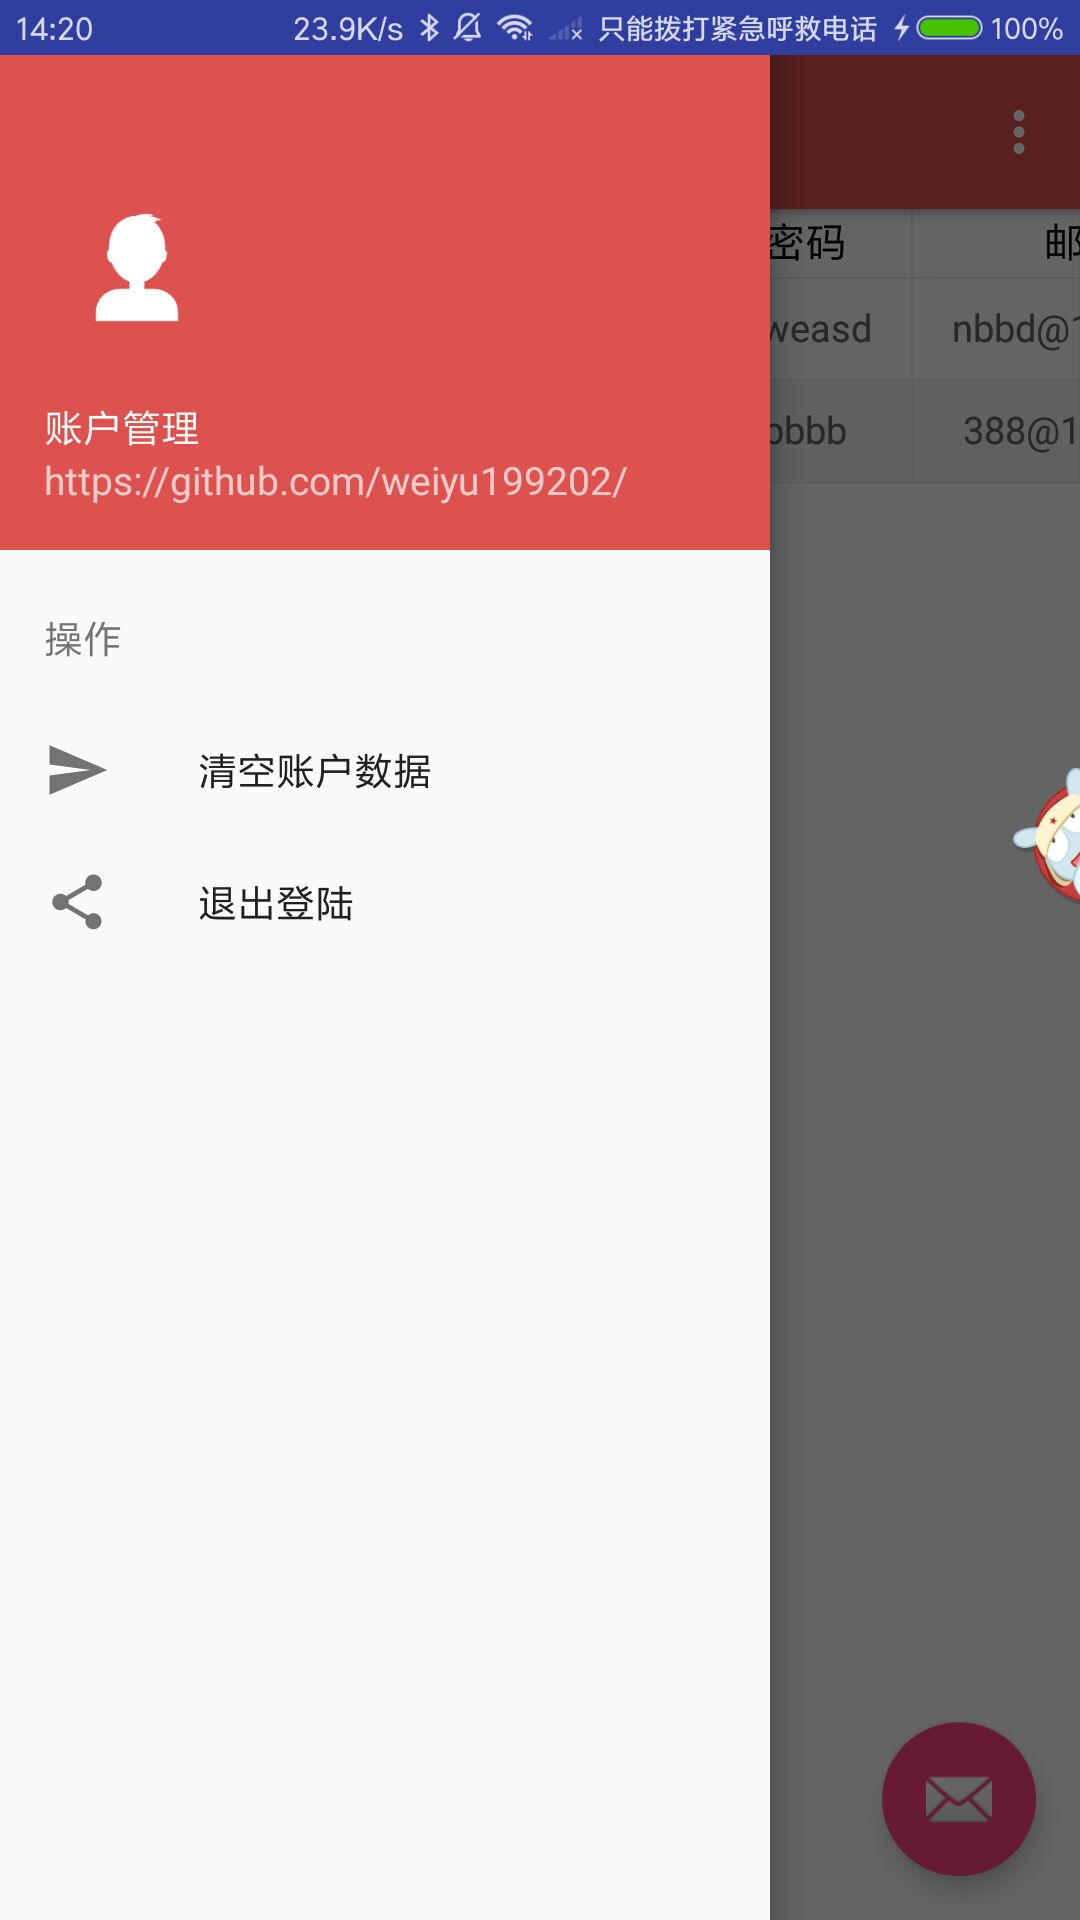 14:20 23.9K/s 只能拨打紧急呼救电话 100%
密码 邮
weasd nbbd@1
bbbb 388@1
账户管理
https://github.com/weiyu199202/
操作
清空账户数据
退出登陆